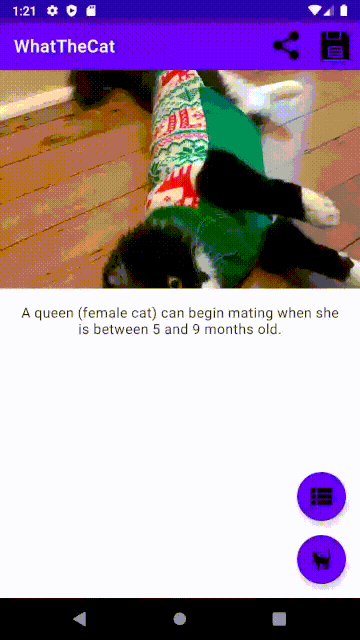 1:21
WhatTheCat
A queen (female cat) can begin mating when she
is between 5 and 9 months old.